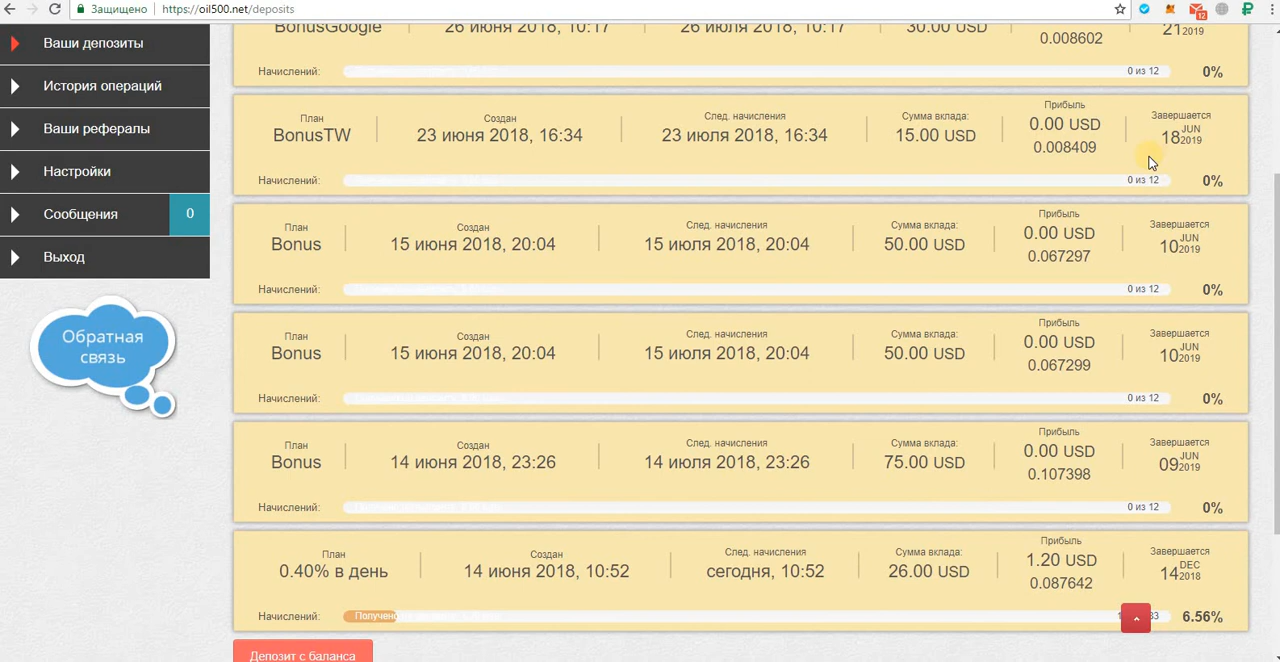 Защищено https://oil500.net/deposits
12
Ваши депозиты
История операций
Ваши рефералы
Настройки
Сообщения 0
Выход
Обратная
связь
BonusGoogle 26 июня 2018, 10:17 26 июля 2018, 10:17 30.00 USD 0.008602 21 2019
Начислений: 0 из 12 0%
План Создан След. начисления Сумма вклада: Прибыль Завершается
BonusTW 23 июня 2018, 16:34 23 июля 2018, 16:34 15.00 USD 0.00 USD 18 JUN 2019
0.008409
Начислений: 0 из 12 0%
План Создан След. начисления Сумма вклада: Прибыль Завершается
Bonus 15 июня 2018, 20:04 15 июля 2018, 20:04 50.00 USD 0.00 USD 10 JUN 2019
0.067297
Начислений: 0 из 12 0%
План Создан След. начисления Сумма вклада: Прибыль Завершается
Bonus 15 июня 2018, 20:04 15 июля 2018, 20:04 50.00 USD 0.00 USD 10 JUN 2019
0.067299
Начислений: 0 из 12 0%
План Создан След. начисления Сумма вклада: Прибыль Завершается
Bonus 14 июня 2018, 23:26 14 июля 2018, 23:26 75.00 USD 0.00 USD 09 JUN 2019
0.107398
Начислений: 0 из 12 0%
План Создан След. начисления Сумма вклада: Прибыль Завершается
0.40% в день 14 июня 2018, 10:52 сегодня, 10:52 26.00 USD 1.20 USD 14 DEC 2018
0.087642
Начислений: 6.56%
Депозит с баланса